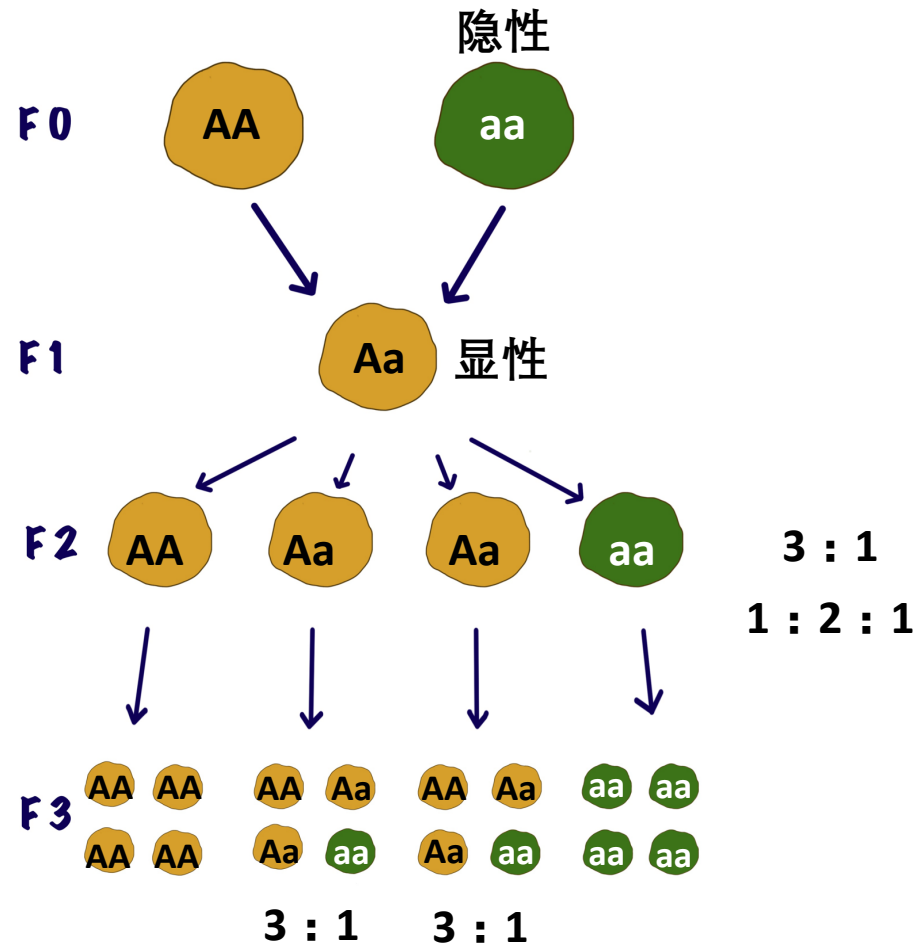 隐性
F0 AA aa
F1 Aa 显性
F2 AA Aa Aa aa 3 : 1
1 : 2 : 1
F3
AA AA AA Aa AA Aa aa aa
AA AA Aa aa Aa aa aa aa
3 : 1 3 : 1